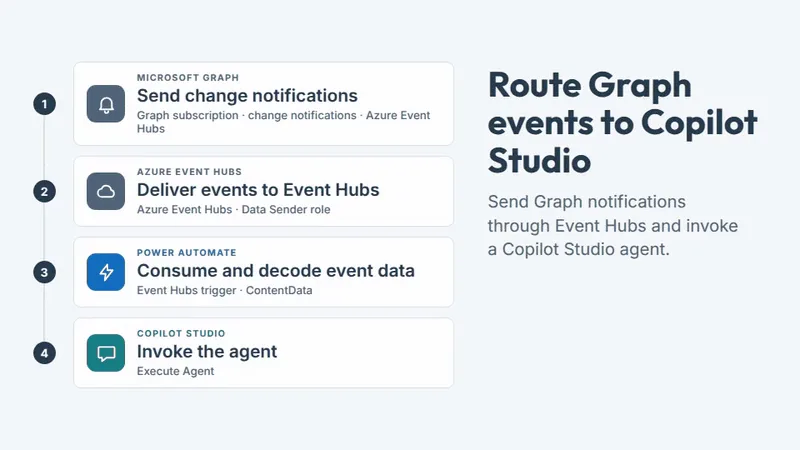 1
MICROSOFT GRAPH
Send change notifications
Graph subscription · change notifications · Azure Event
Hubs
2
AZURE EVENT HUBS
Deliver events to Event Hubs
Azure Event Hubs · Data Sender role
3
POWER AUTOMATE
Consume and decode event data
Event Hubs trigger · ContentData
4
COPILOT STUDIO
Invoke the agent
Execute Agent
Route Graph
events to Copilot
Studio
Send Graph notifications
through Event Hubs and invoke
a Copilot Studio agent.